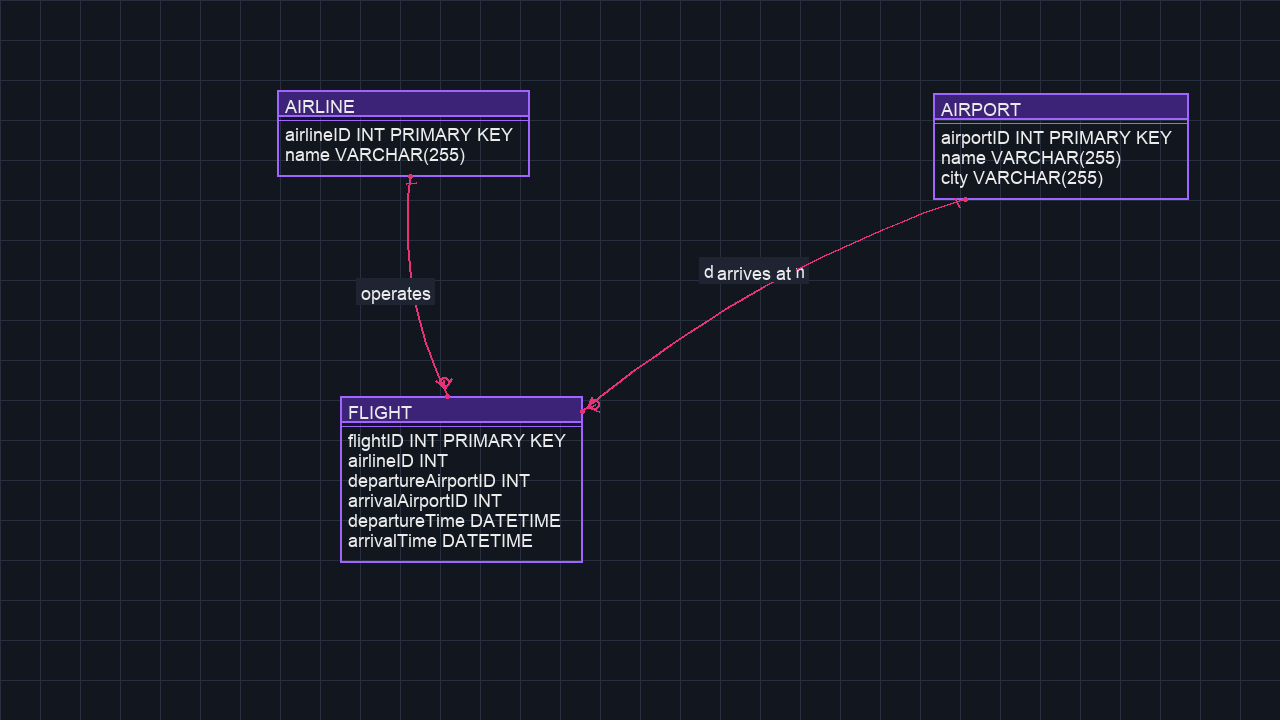 AIRLINE
airlineID INT PRIMARY KEY
name VARCHAR(255)
AIRPORT
airportID INT PRIMARY KEY
name VARCHAR(255)
city VARCHAR(255)
arrives at
operates
FLIGHT
flightID INT PRIMARY KEY
airlineID INT
departureAirportID INT
arrivalAirportID INT
departureTime DATETIME
arrivalTime DATETIME